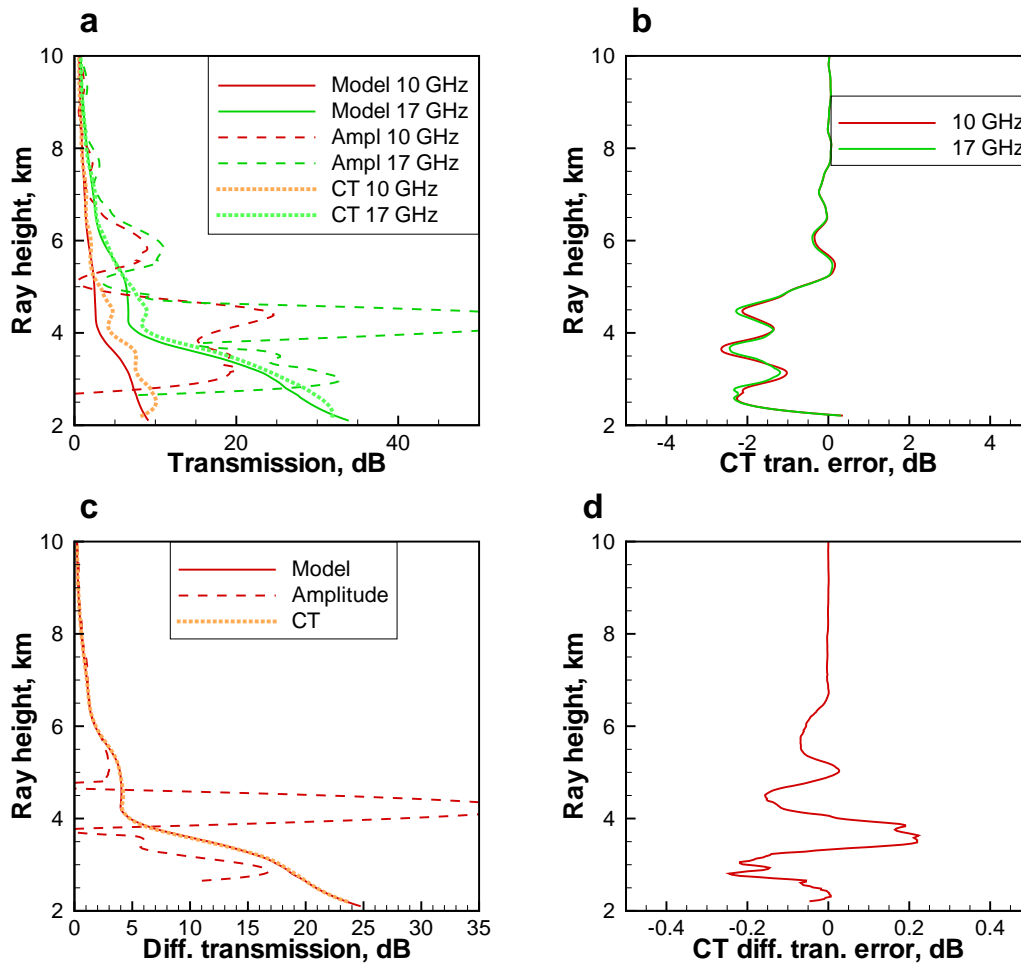 a
10
8
6
4
2
Ray height, km
Model 10 GHz
Model 17 GHz
Ampl 10 GHz
Ampl 17 GHz
CT 10 GHz
CT 17 GHz
0
20
40
Transmission, dB
b
10
8
6
4
2
Ray height, km
10 GHz
17 GHz
-4
-2
0
2
4
CT tran. error, dB
c
10
8
6
4
2
Ray height, km
Model
Amplitude
CT
0
5
10
15
20
25
30
35
Diff. transmission, dB
d
10
8
6
4
2
Ray height, km
-0.4
-0.2
0
0.2
0.4
CT diff. tran. error, dB